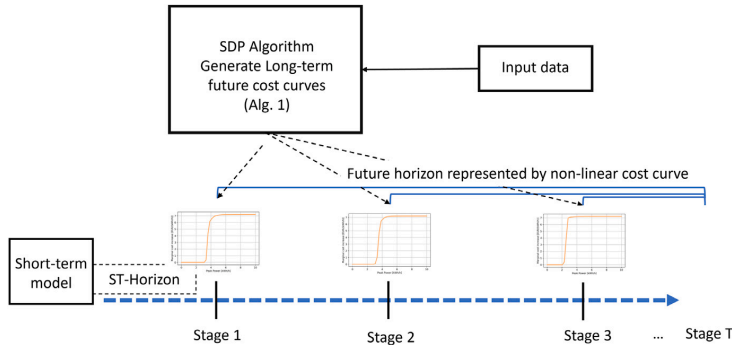 SDP Algorithm
Generate Long-term
future cost curves
(Alg. 1)
Input data
Future horizon represented by non-linear cost curve
Short-term
model
ST-Horizon
Stage 1
Stage 2
Stage 3
...
Stage T